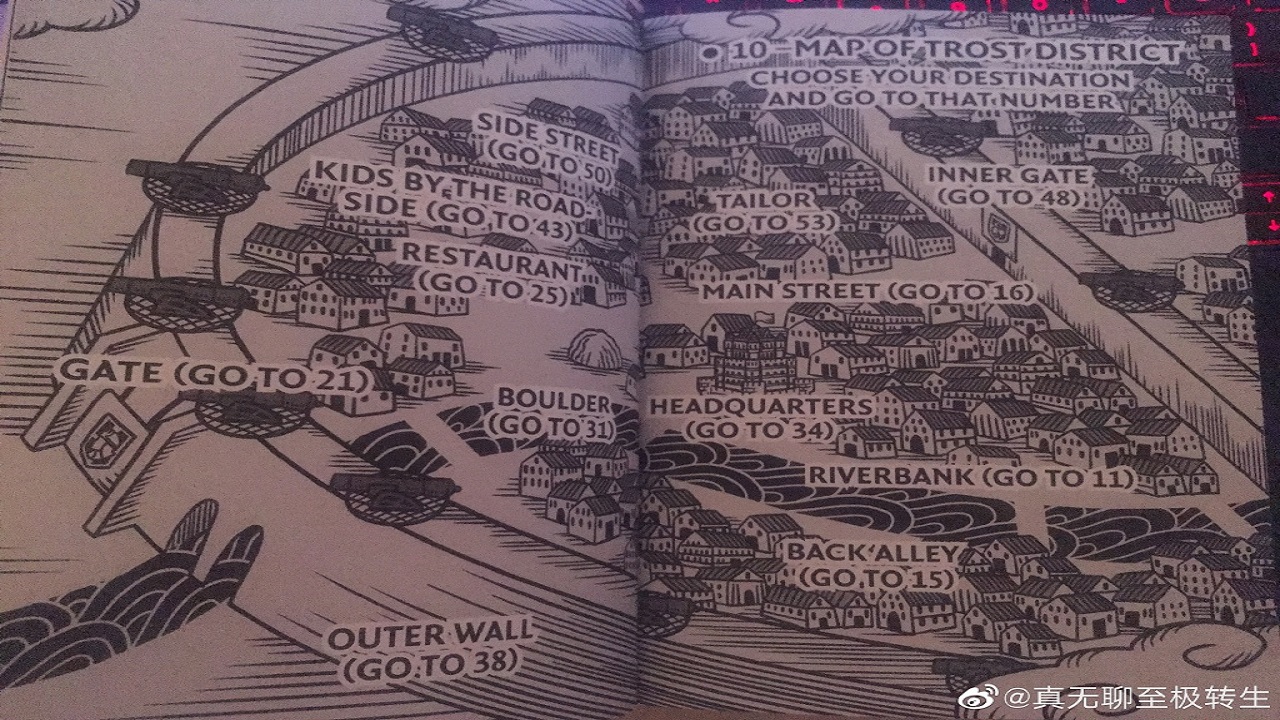 10 – MAP OF TROST DISTRICT
CHOOSE YOUR DESTINATION
AND GO TO THAT NUMBER
SIDE STREET
(GO TO 50)
KIDS BY THE ROAD-
SIDE (GO TO 43)
RESTAURANT
(GO TO 25)
GATE (GO TO 21)
BOULDER
(GO TO 31)
OUTER WALL
(GO TO 38)
INNER GATE
(GO TO 48)
TAILOR
(GO TO 53)
MAIN STREET (GO TO 16)
HEADQUARTERS
(GO TO 34)
RIVERBANK (GO TO 11)
BACK ALLEY
(GO TO 15)
@真无聊至极转生